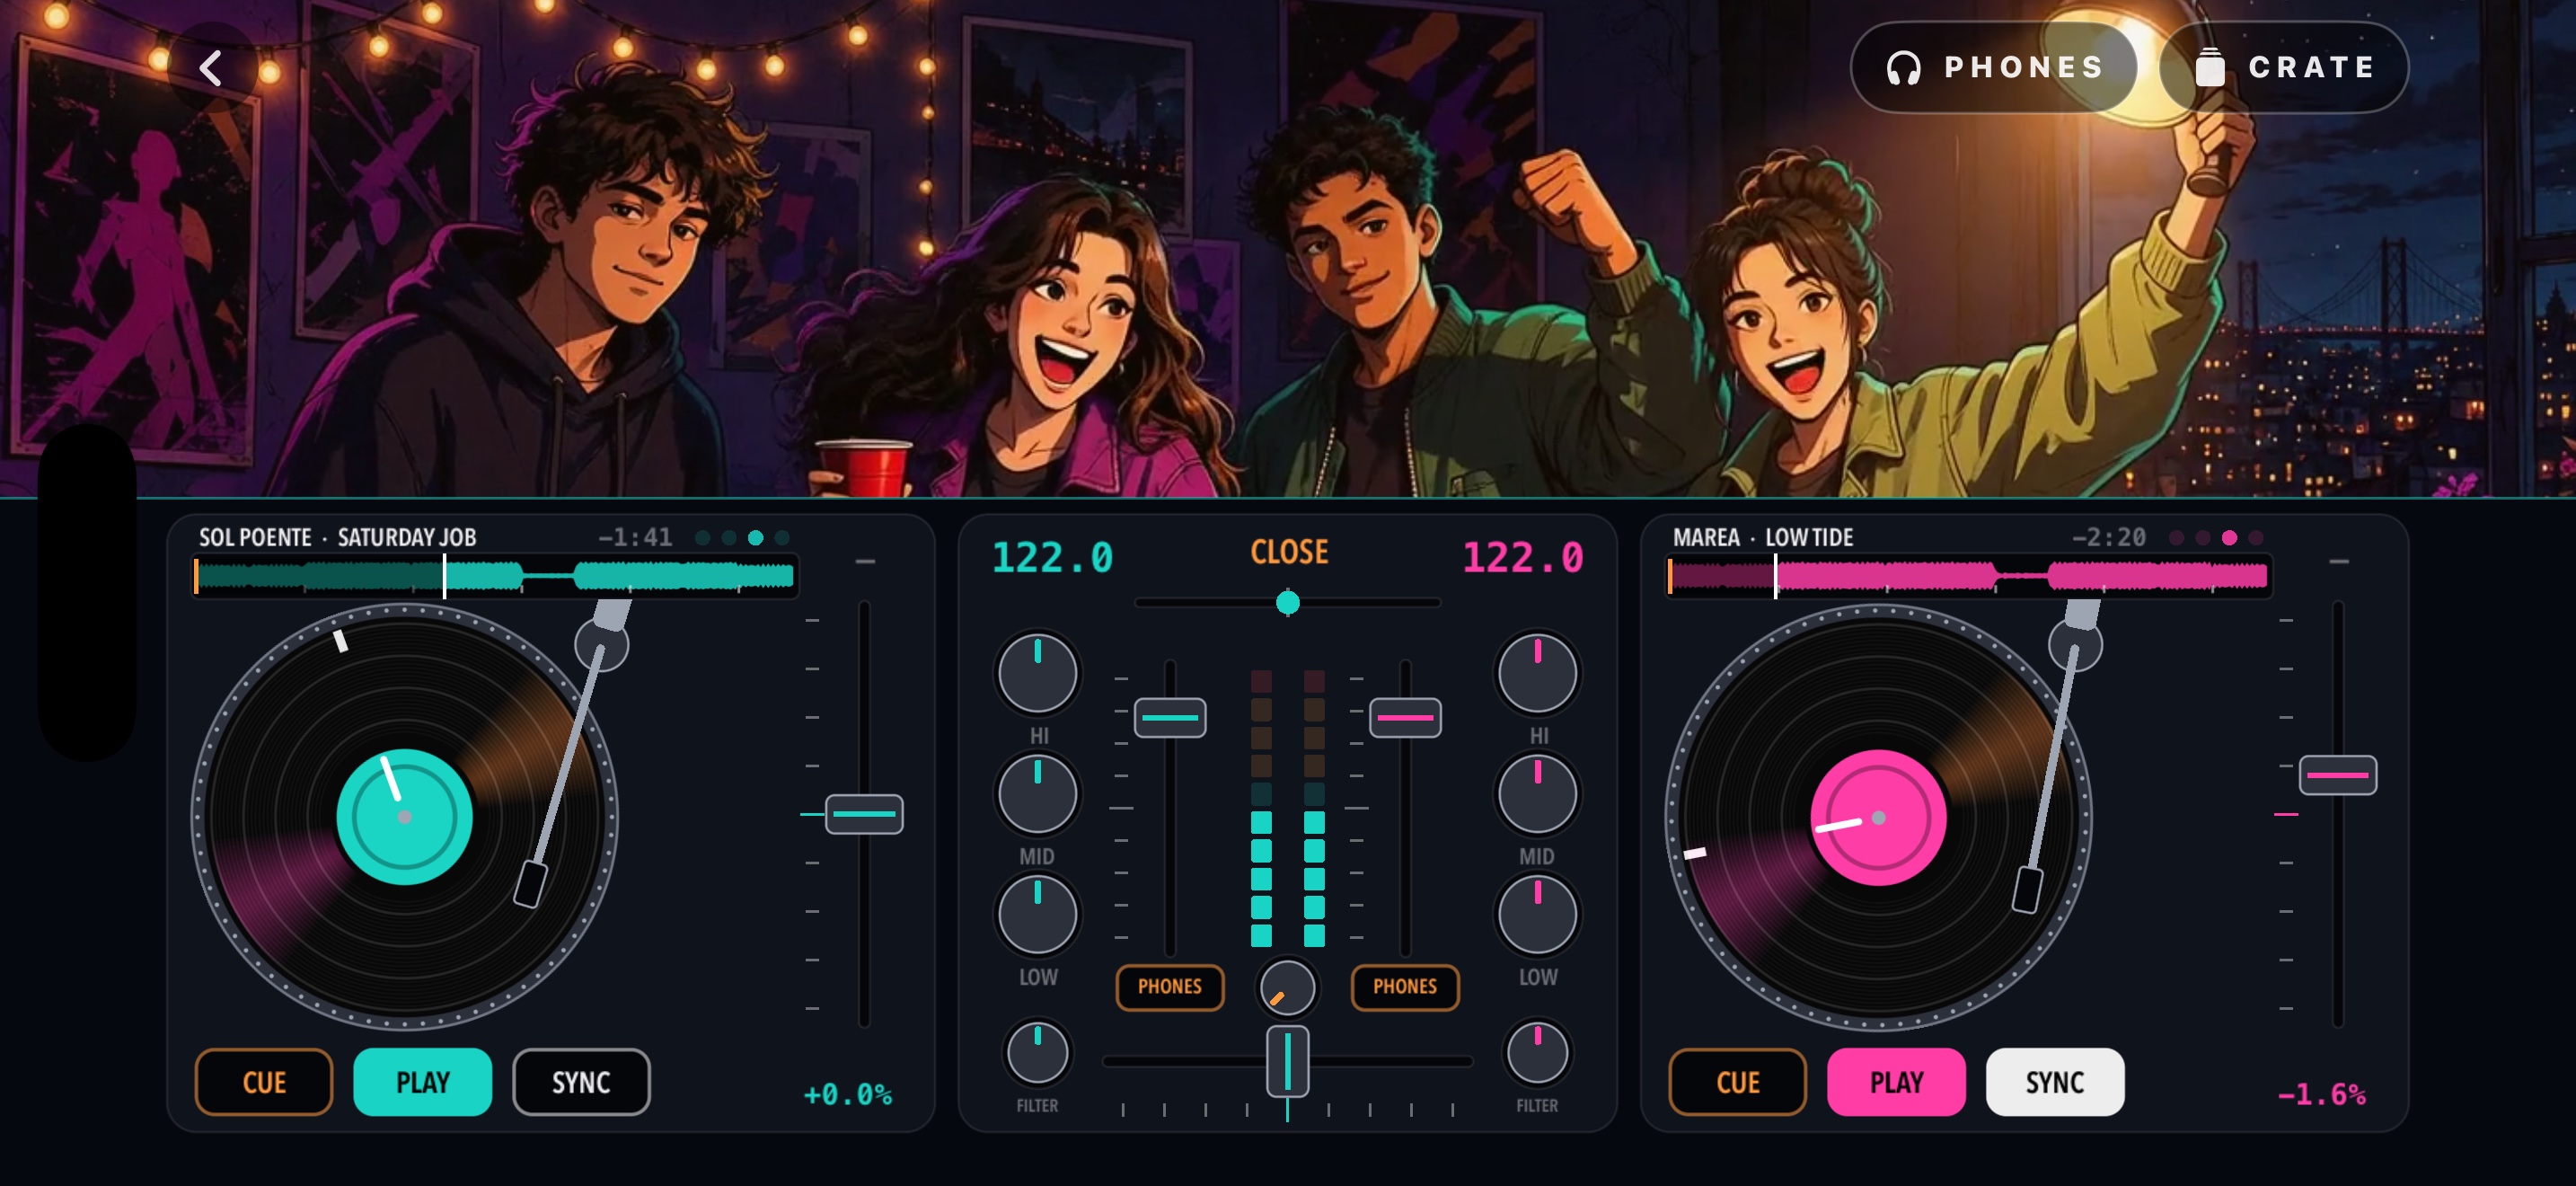 PHONES
CRATE
SOL POENTE · SATURDAY JOB
−1:41
122.0
CLOSE
122.0
MAREA · LOW TIDE
−2:20
HI
HI
MID
MID
LOW
LOW
PHONES
PHONES
FILTER
FILTER
CUE
PLAY
SYNC
+0.0%
CUE
PLAY
SYNC
−1.6%